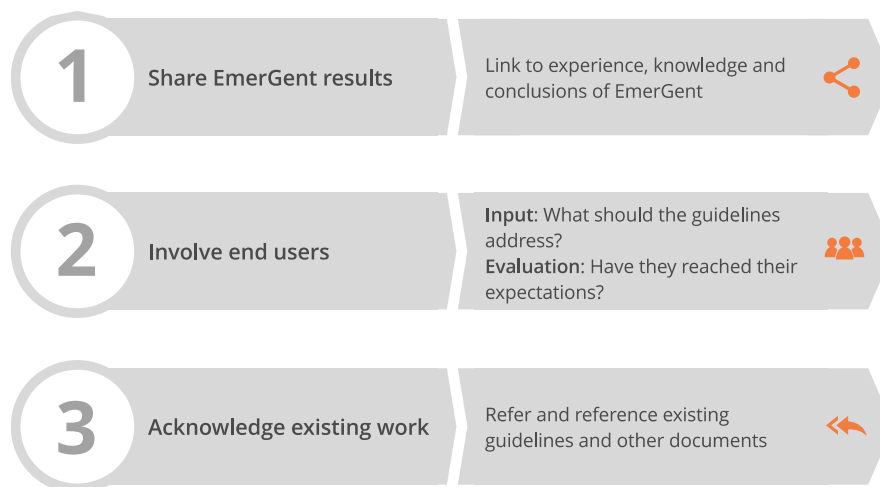 1
Share EmerGent results
Link to experience, knowledge and
conclusions of EmerGent
2
Involve end users
Input: What should the guidelines
address?
Evaluation: Have they reached their
expectations?
3
Acknowledge existing work
Refer and reference existing
guidelines and other documents